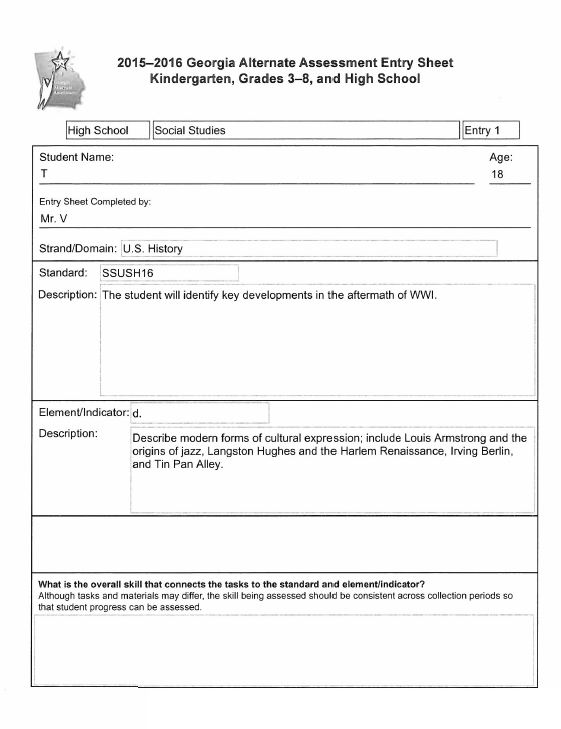 2015–2016 Georgia Alternate Assessment Entry Sheet
Kindergarten, Grades 3–8, and High School
High School
Social Studies
Entry 1
Student Name:
Age:
T
18
Entry Sheet Completed by:
Mr. V
Strand/Domain: U.S. History
Standard: SSUSH16
Description: The student will identify key developments in the aftermath of WWI.
Element/Indicator: d.
Description:
Describe modern forms of cultural expression; include Louis Armstrong and the
origins of jazz, Langston Hughes and the Harlem Renaissance, Irving Berlin,
and Tin Pan Alley.
What is the overall skill that connects the tasks to the standard and element/indicator?
Although tasks and materials may differ, the skill being assessed should be consistent across collection periods so
that student progress can be assessed.